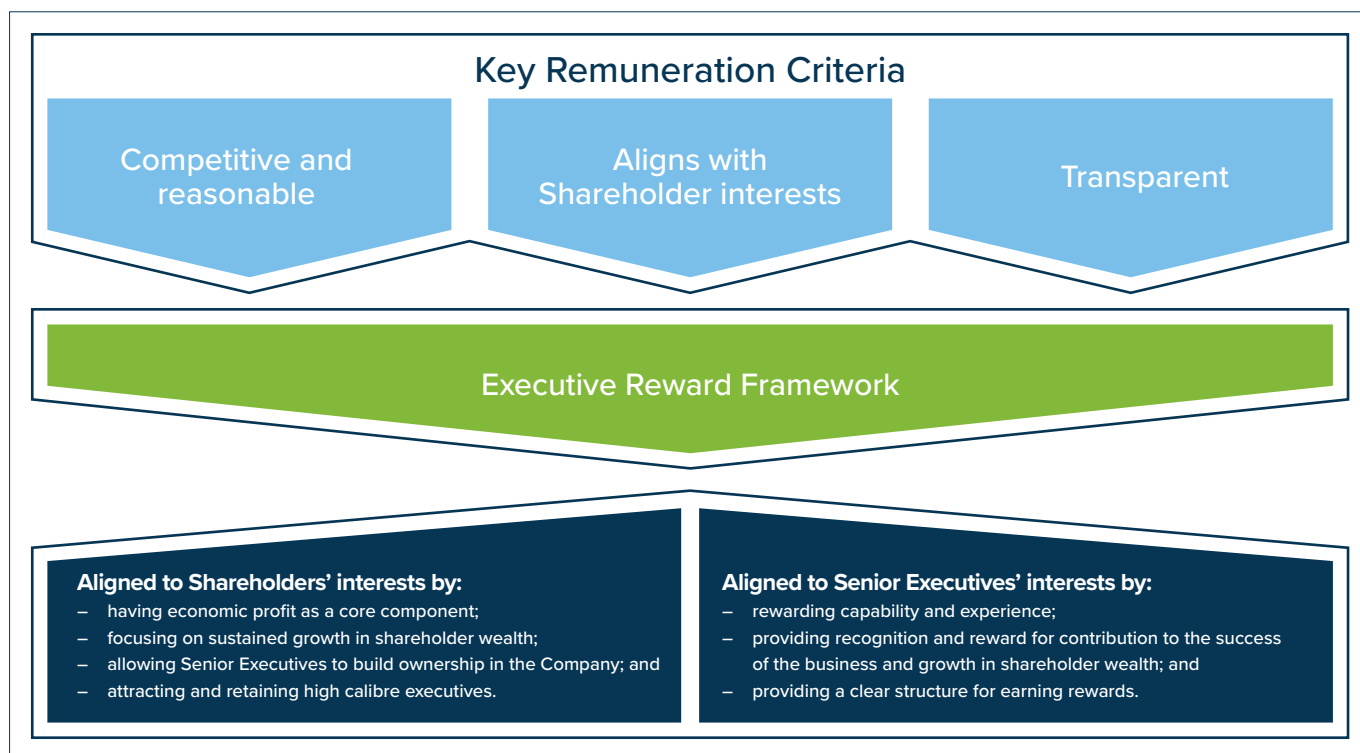 Key Remuneration Criteria
Competitive and
reasonable
Aligns with
Shareholder interests
Transparent
Executive Reward Framework
Aligned to Shareholders’ interests by:
– having economic profit as a core component;
– focusing on sustained growth in shareholder wealth;
– allowing Senior Executives to build ownership in the Company; and
– attracting and retaining high calibre executives.
Aligned to Senior Executives’ interests by:
– rewarding capability and experience;
– providing recognition and reward for contribution to the success
of the business and growth in shareholder wealth; and
– providing a clear structure for earning rewards.